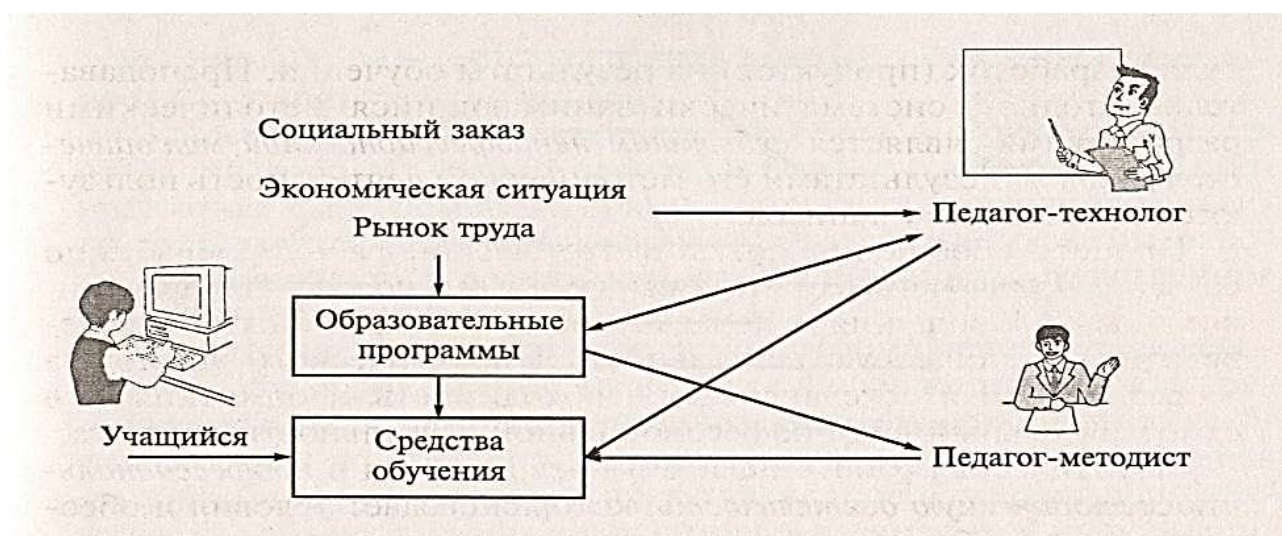 Социальный заказ
Экономическая ситуация
Рынок труда
Педагог-технолог
Образовательные
программы
Учащийся
Средства
обучения
Педагог-методист